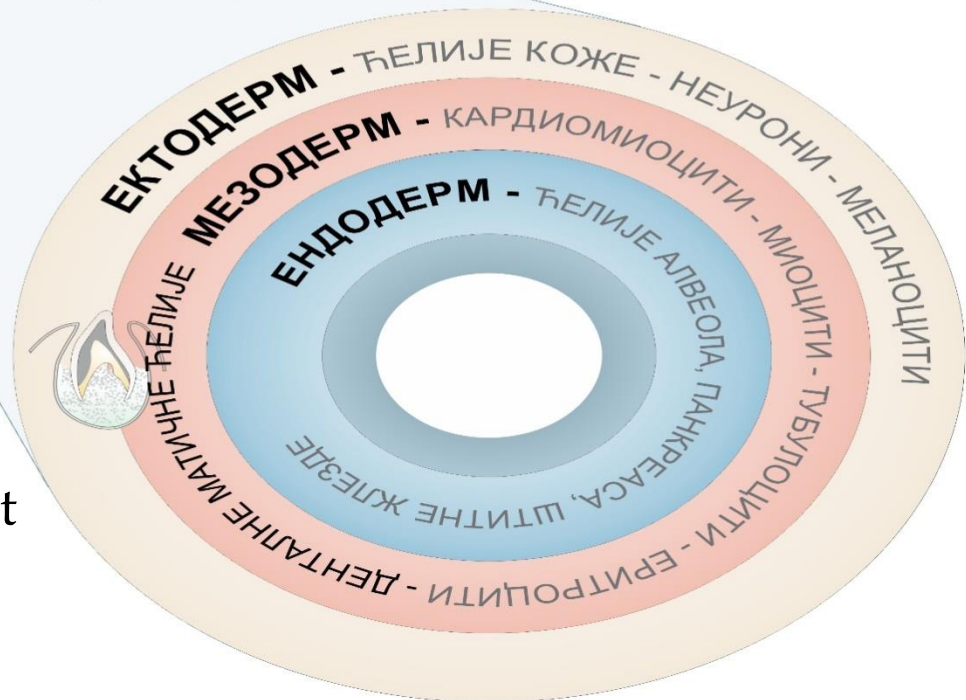 ЕКТОДЕРМ - ЋЕЛИЈЕ КОЖЕ - НЕУРОНИ - МЕЛАНОЦИТИ
МЕЗОДЕРМ - КАРДИОМИОЦИТИ - МИОЦИТИ - ТУБУЛОЦИТИ - ЕРИТРОЦИТИ - ДЕНТАЛНЕ МАТИЧНЕ ЋЕЛИЈЕ
ЕНДОДЕРМ - ЋЕЛИЈЕ АЛВЕОЛА, ПАНКРЕАСА, ШТИТНЕ ЖЛЕЗДЕ
t